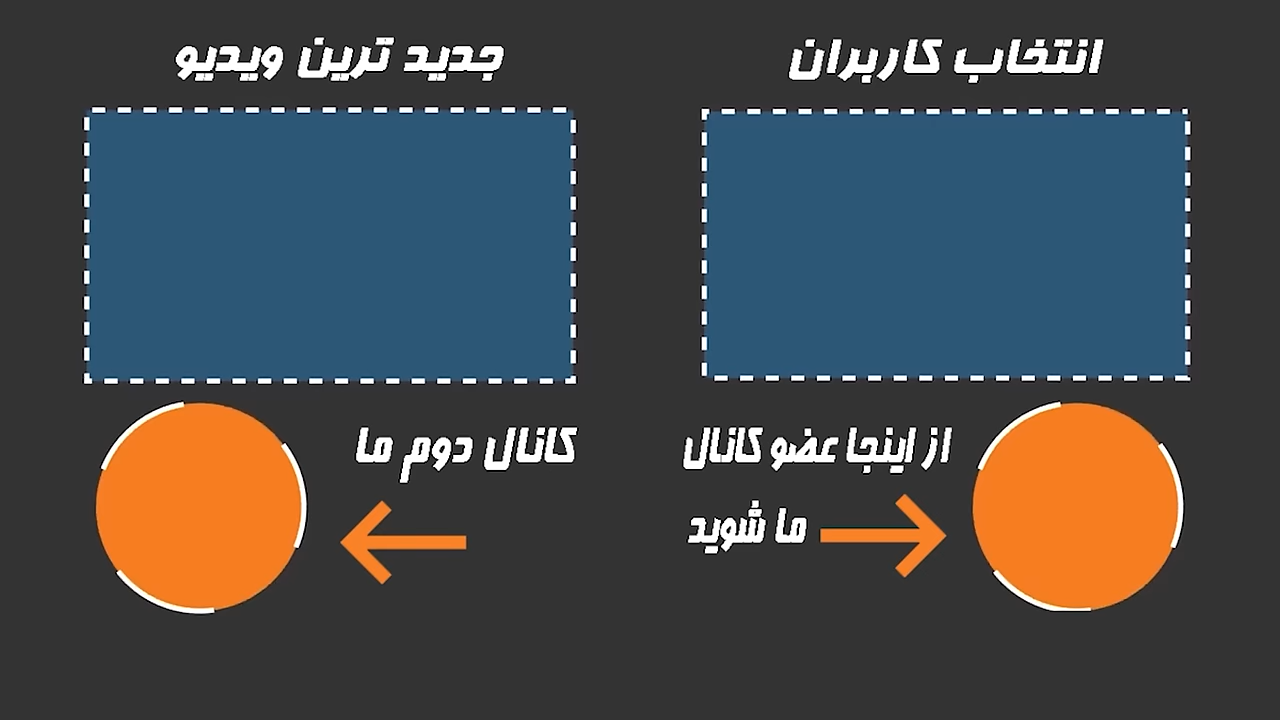 انتخاب کاربران
جدید ترین ویدیو
از اینجا عضو کانال
ما شوید
کانال دوم ما